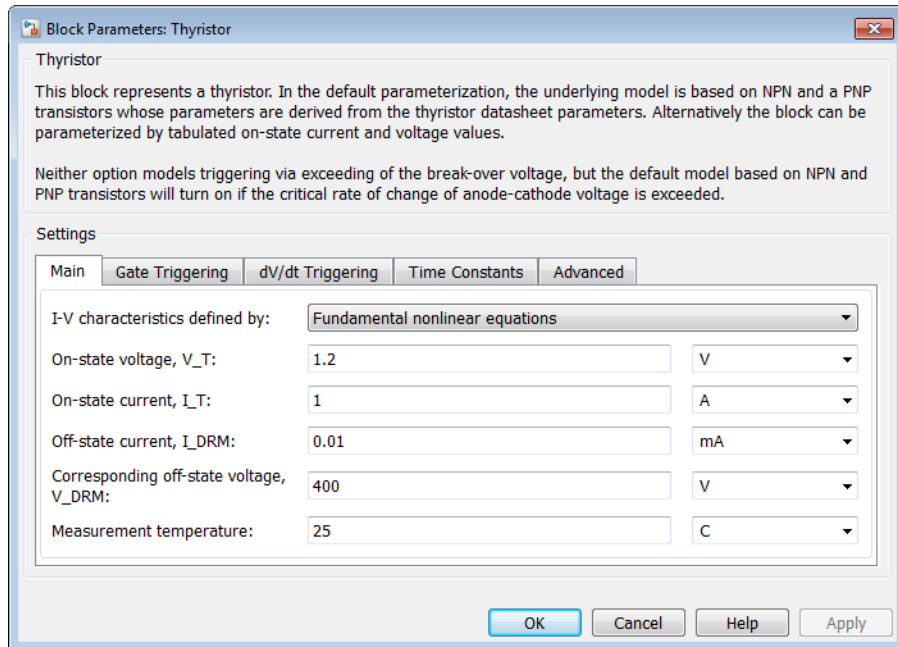 Block Parameters: Thyristor
Thyristor
This block represents a thyristor. In the default parameterization, the underlying model is based on NPN and a PNP
transistors whose parameters are derived from the thyristor datasheet parameters. Alternatively the block can be
parameterized by tabulated on-state current and voltage values.
Neither option models triggering via exceeding of the break-over voltage, but the default model based on NPN and
PNP transistors will turn on if the critical rate of change of anode-cathode voltage is exceeded.
Settings
Main Gate Triggering dV/dt Triggering Time Constants Advanced
I-V characteristics defined by: Fundamental nonlinear equations
On-state voltage, V_T: 1.2 V
On-state current, I_T: 1 A
Off-state current, I_DRM: 0.01 mA
Corresponding off-state voltage,
V_DRM: 400 V
Measurement temperature: 25 C
OK Cancel Help Apply